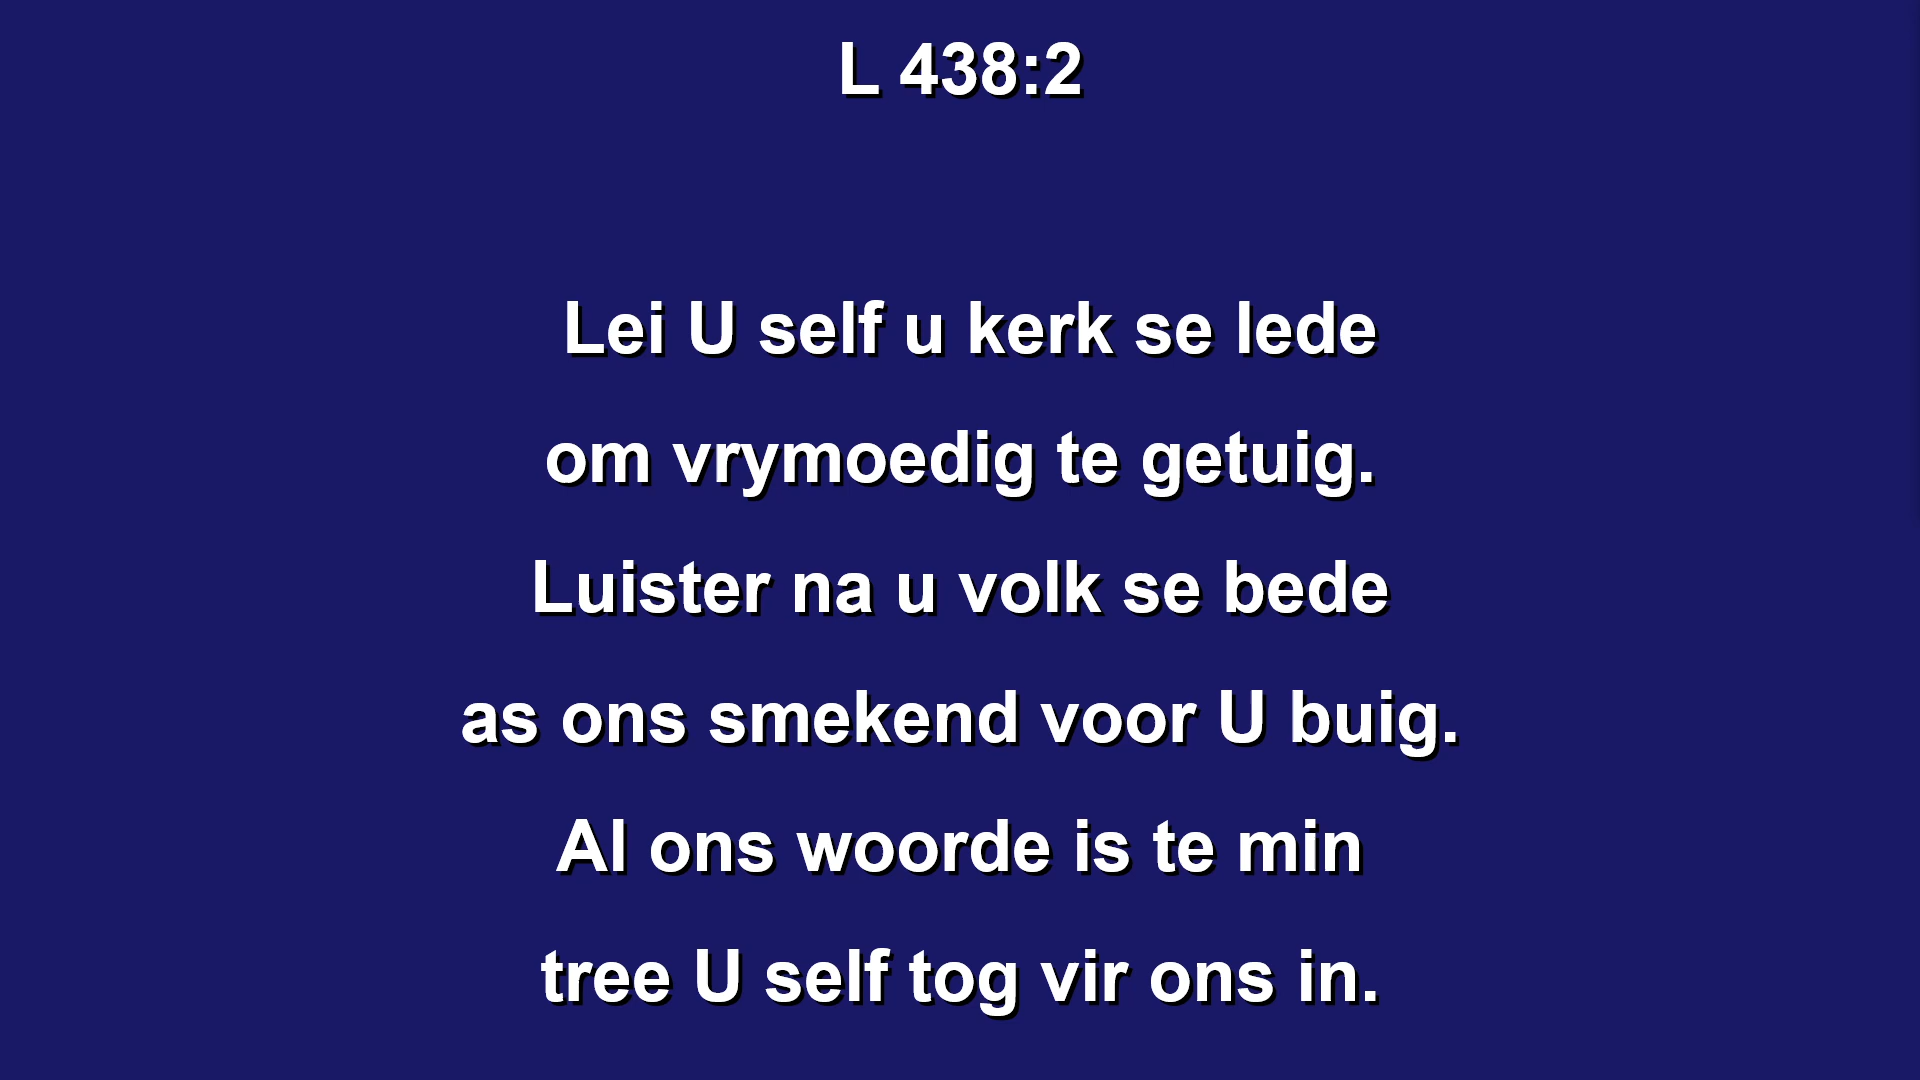 L 438:2
Lei U self u kerk se lede
om vrymoedig te getuig.
Luister na u volk se bede
as ons smekend voor U buig.
Al ons woorde is te min
tree U self tog vir ons in.